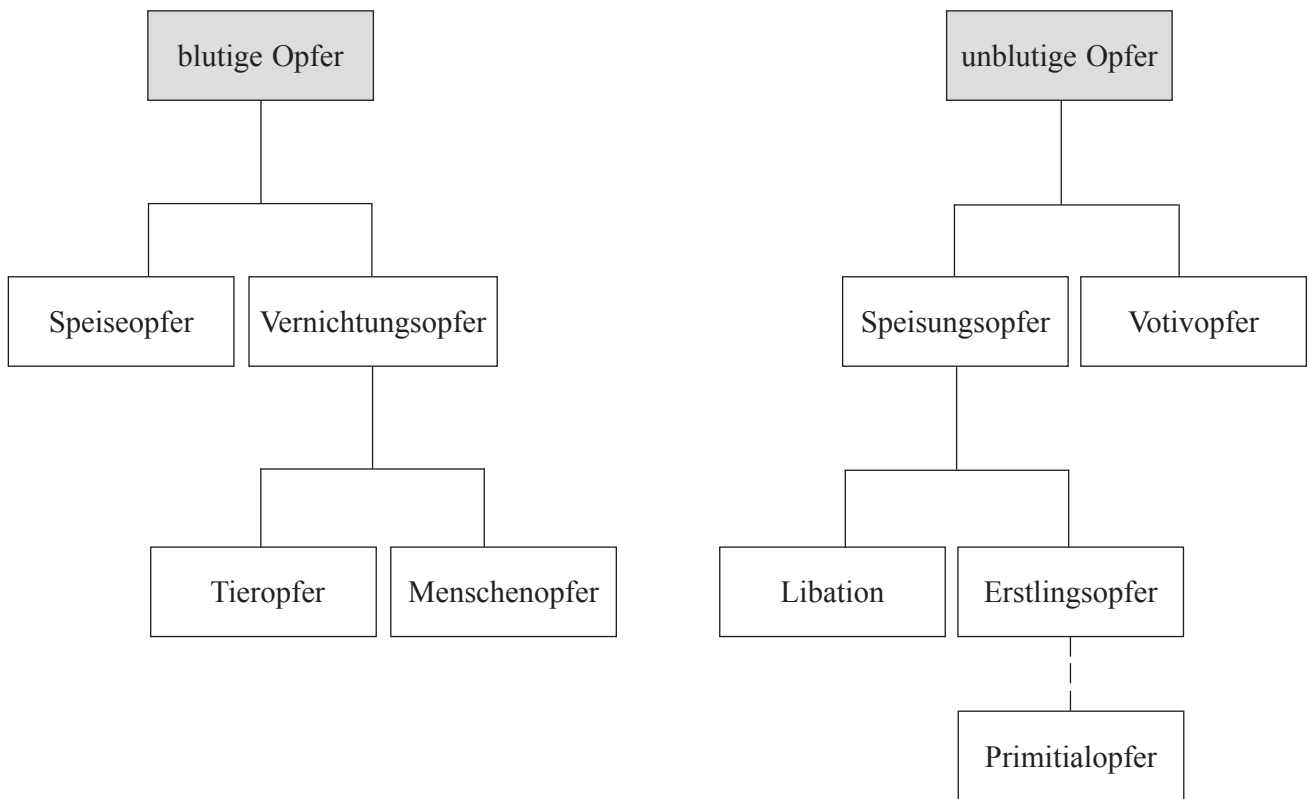 blutige Opfer
unblutige Opfer
Speiseopfer
Vernichtungsopfer
Speisungsopfer
Votivopfer
Tieropfer
Menschenopfer
Libation
Erstlingsopfer
Primitialopfer